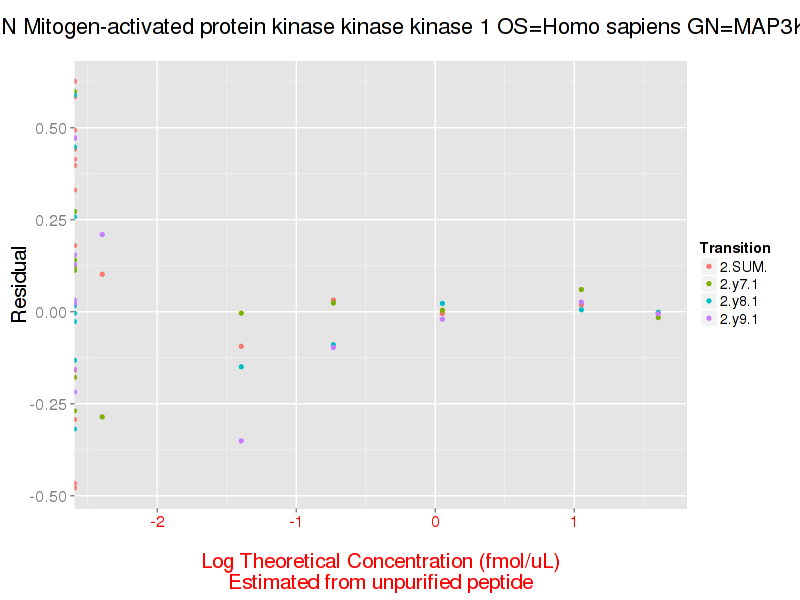 N Mitogen-activated protein kinase kinase kinase 1 OS=Homo sapiens GN=MAP3K
0.50
0.25
0.00
-0.25
-0.50
Residual
-2 -1 0 1
Log Theoretical Concentration (fmol/uL)
Estimated from unpurified peptide
Transition
2.SUM.
2.y7.1
2.y8.1
2.y9.1